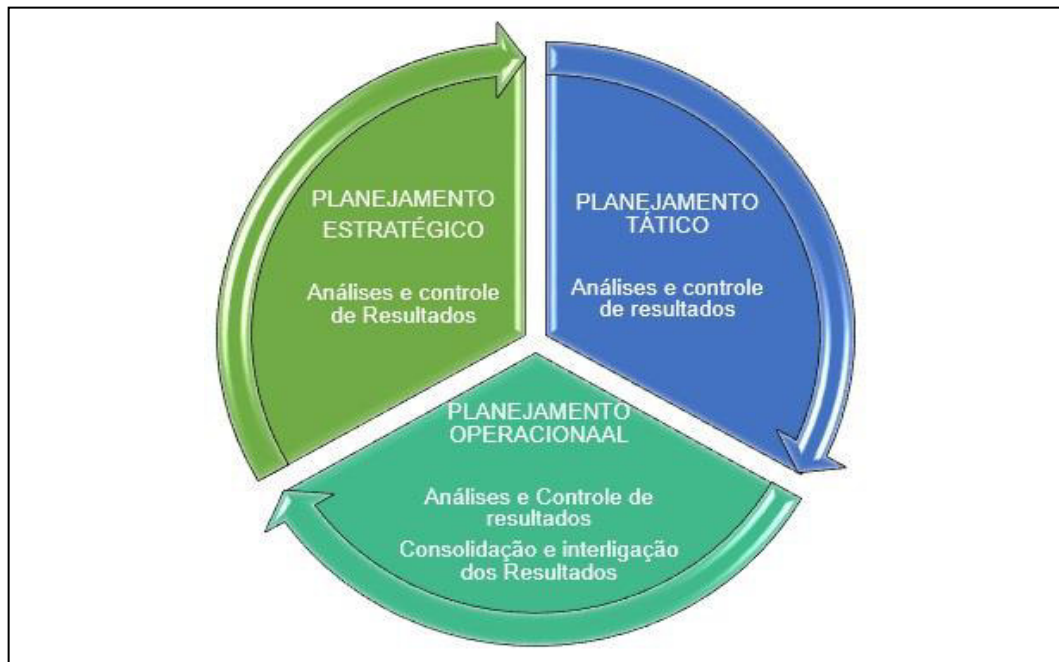 PLANEJAMENTO
ESTRATÉGICO
Análises e controle
de Resultados
PLANEJAMENTO
TÁTICO
Análises e controle
de resultados
PLANEJAMENTO
OPERACIONAAL
Análises e Controle de
resultados
Consolidação e interligação
dos Resultados